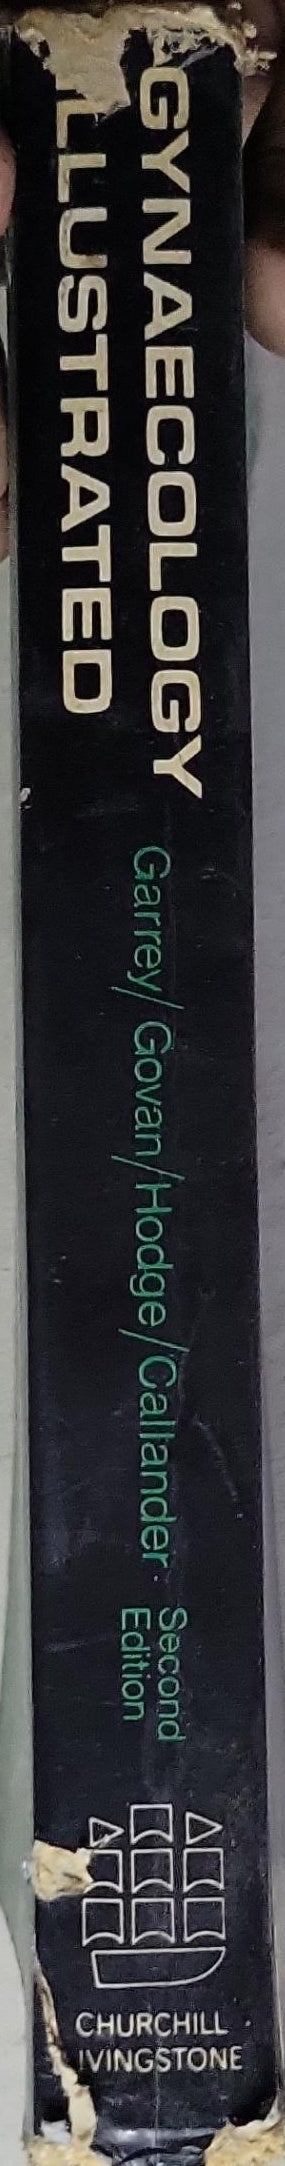 GYNAECOLOGY
LLUSTRATED
Garrey/Govan/Hodge/Callander
Second
Edition
CHURCHILL
IVINGSTONE